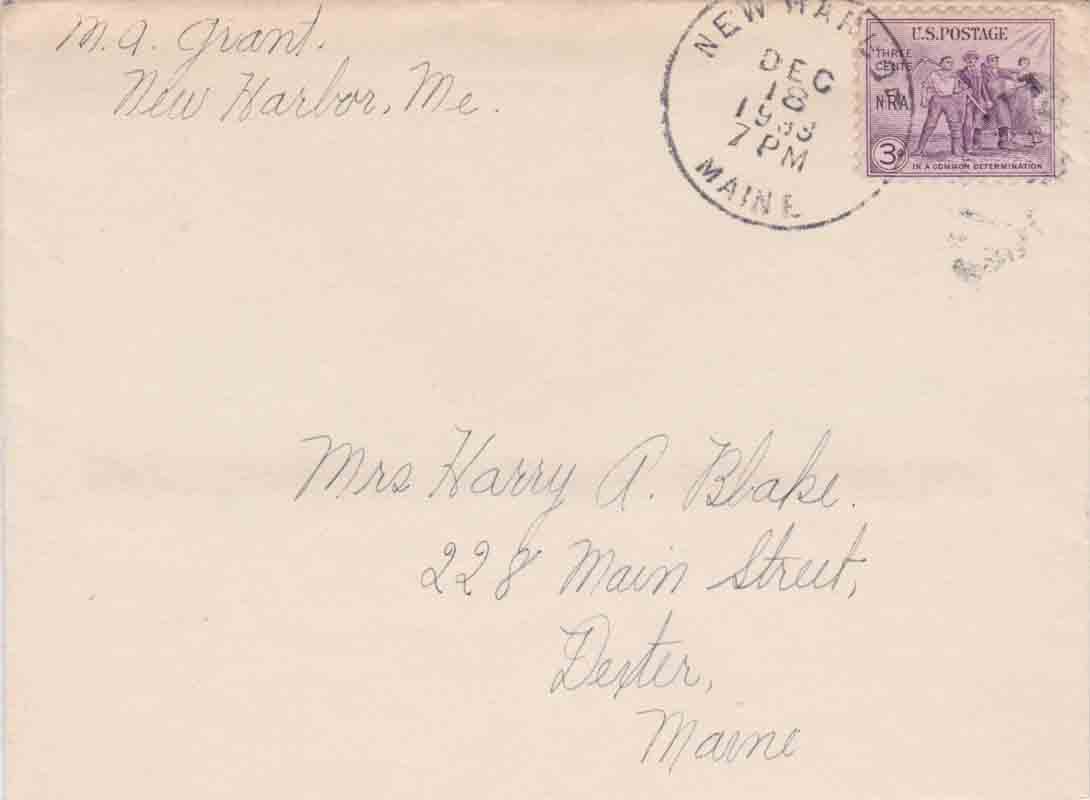 M.A. Grant.
New Harbor, Me.
NEW HARBOR
DEC
18
1933
7 PM
MAINE
U.S. POSTAGE
THREE
CENTS
NRA
3¢
IN A COMMON DETERMINATION
Mrs Harry A. Blake.
228 Main Street,
Dexter,
Maine